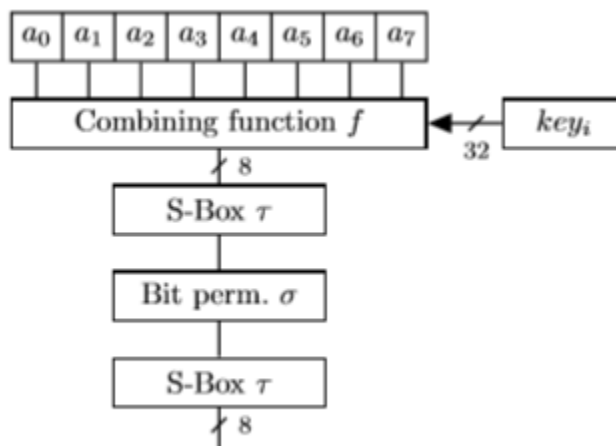 a₀ a₁ a₂ a₃ a₄ a₅ a₆ a₇
Combining function f
keyᵢ
32
8
S-Box τ
Bit perm. σ
S-Box τ
8